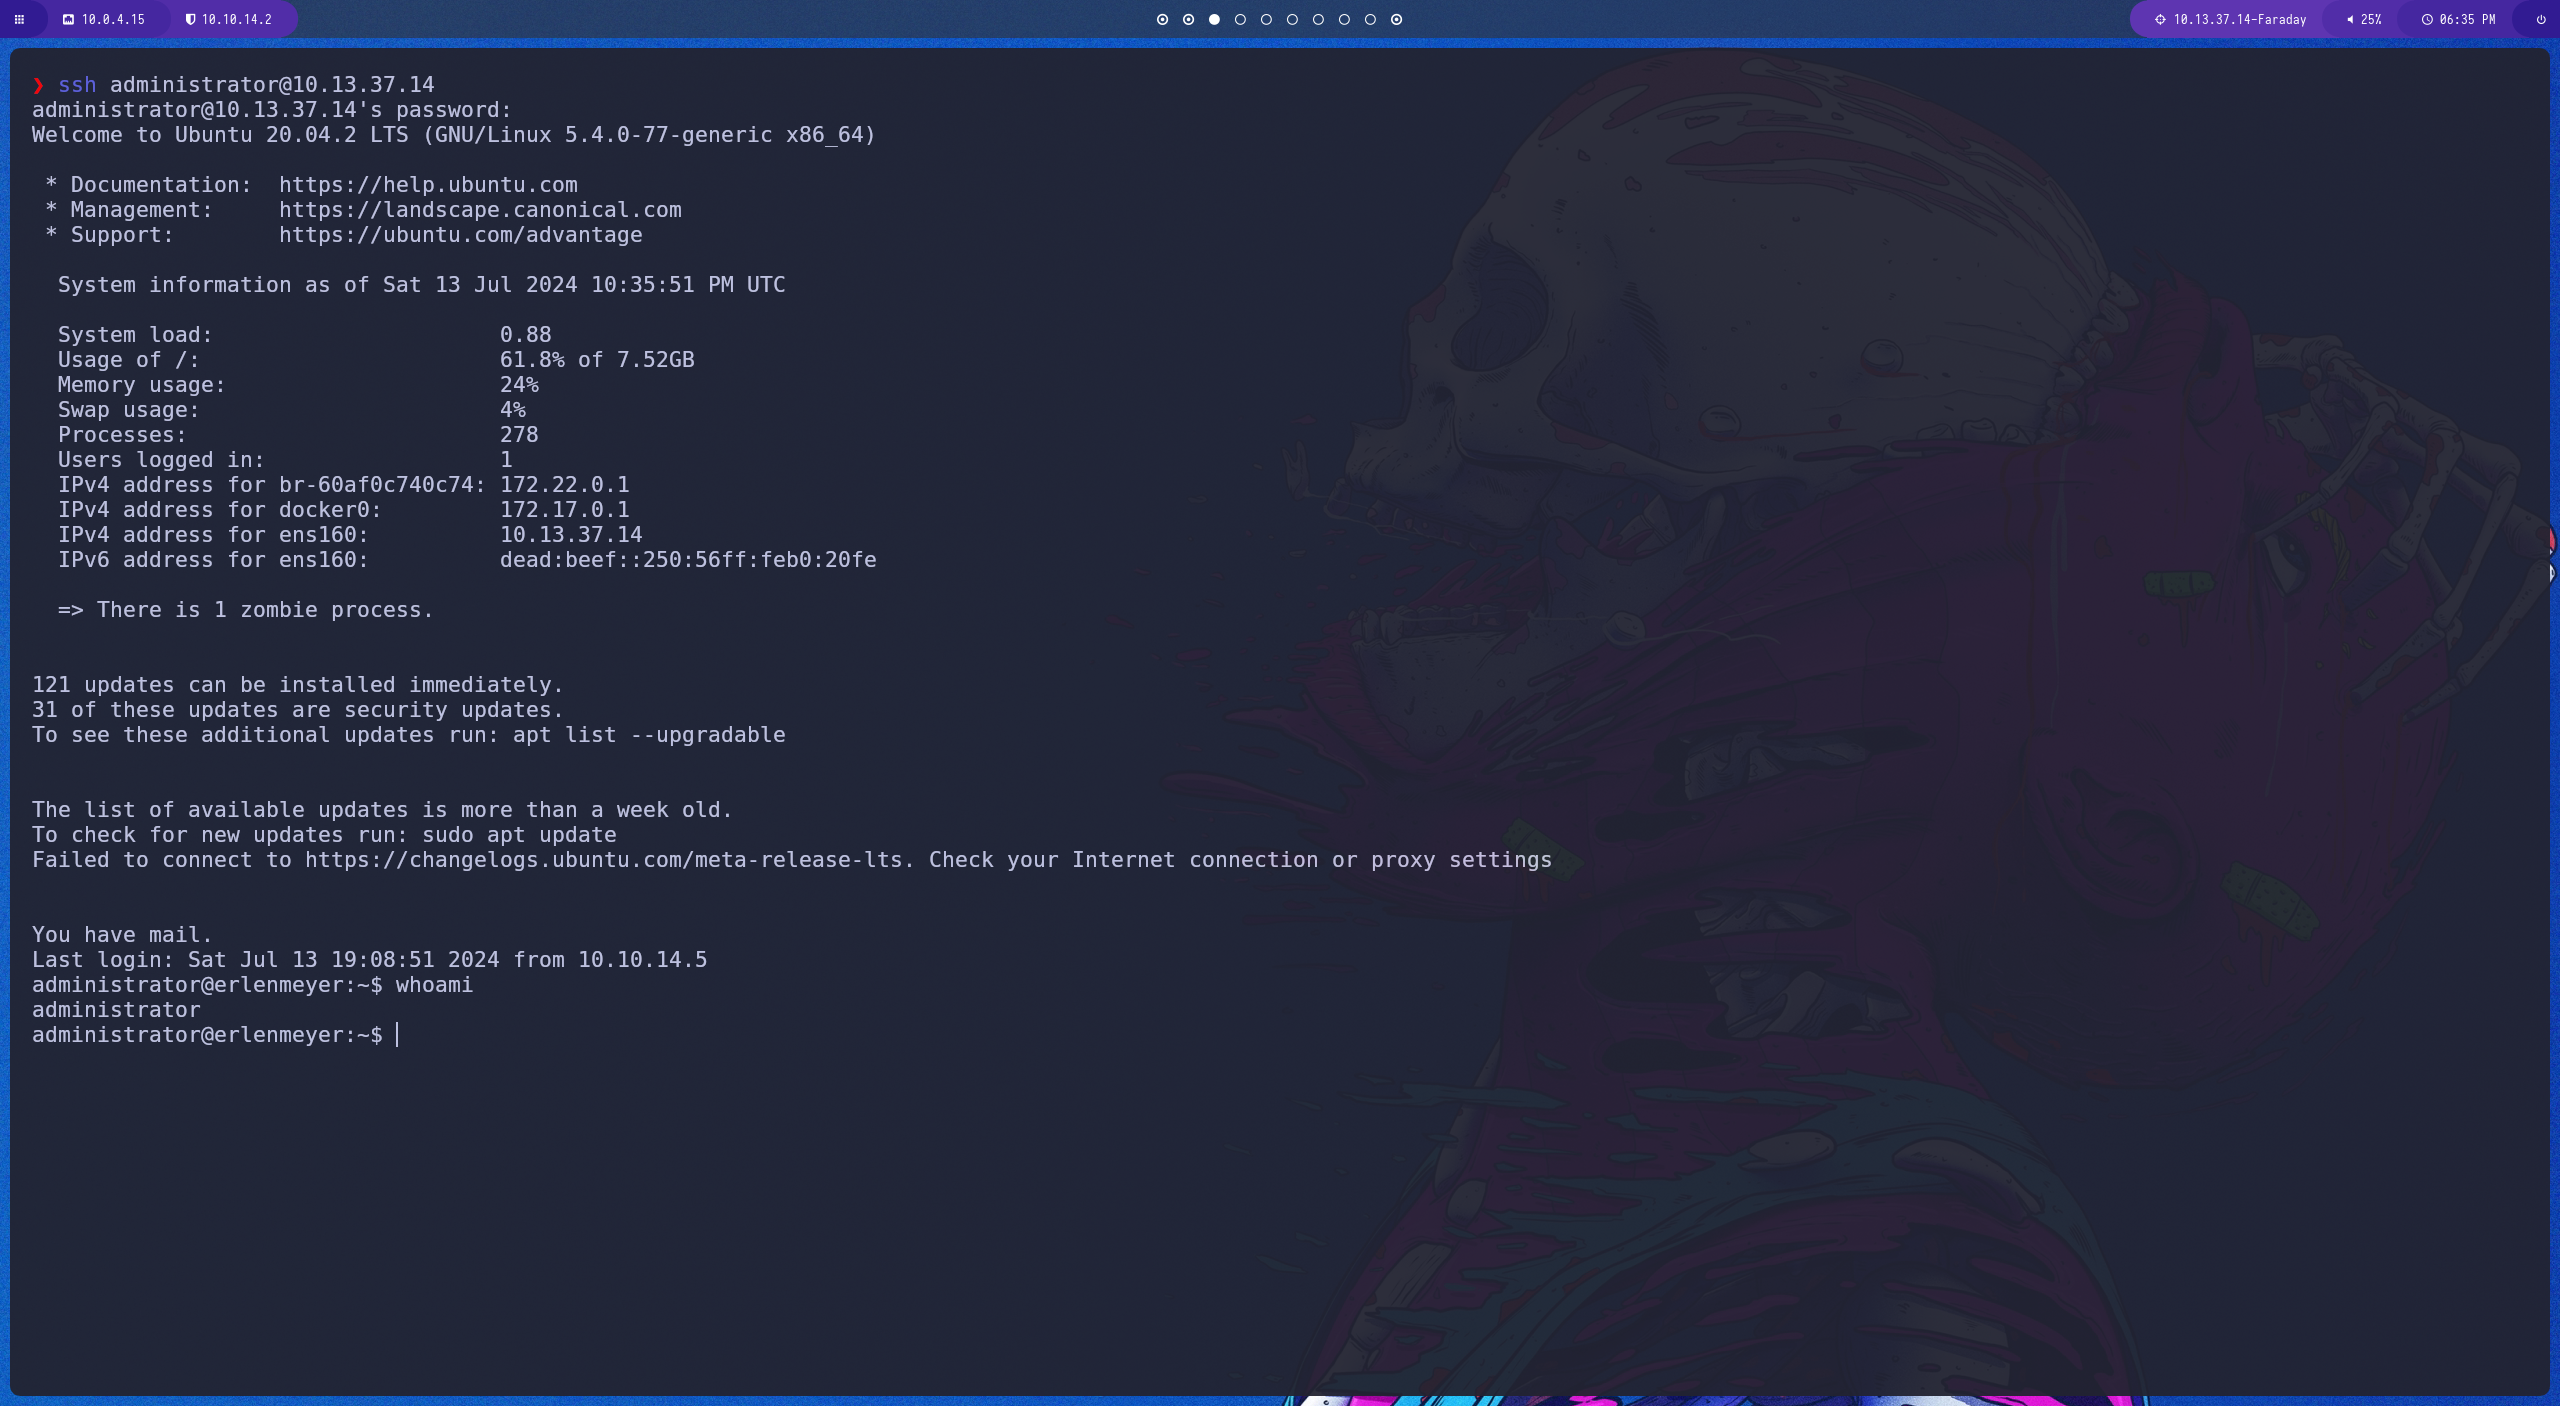 10.0.4.15 10.10.14.2 10.13.37.14-Faraday 25% 06:35 PM
❯ ssh administrator@10.13.37.14
administrator@10.13.37.14's password:
Welcome to Ubuntu 20.04.2 LTS (GNU/Linux 5.4.0-77-generic x86_64)
* Documentation:  https://help.ubuntu.com
* Management:     https://landscape.canonical.com
* Support:        https://ubuntu.com/advantage
System information as of Sat 13 Jul 2024 10:35:51 PM UTC
System load:                      0.88
Usage of /:                       61.8% of 7.52GB
Memory usage:                     24%
Swap usage:                       4%
Processes:                        278
Users logged in:                  1
IPv4 address for br-60af0c740c74: 172.22.0.1
IPv4 address for docker0:         172.17.0.1
IPv4 address for ens160:          10.13.37.14
IPv6 address for ens160:          dead:beef::250:56ff:feb0:20fe
=> There is 1 zombie process.
121 updates can be installed immediately.
31 of these updates are security updates.
To see these additional updates run: apt list --upgradable
The list of available updates is more than a week old.
To check for new updates run: sudo apt update
Failed to connect to https://changelogs.ubuntu.com/meta-release-lts. Check your Internet connection or proxy settings
You have mail.
Last login: Sat Jul 13 19:08:51 2024 from 10.10.14.5
administrator@erlenmeyer:~$ whoami
administrator
administrator@erlenmeyer:~$